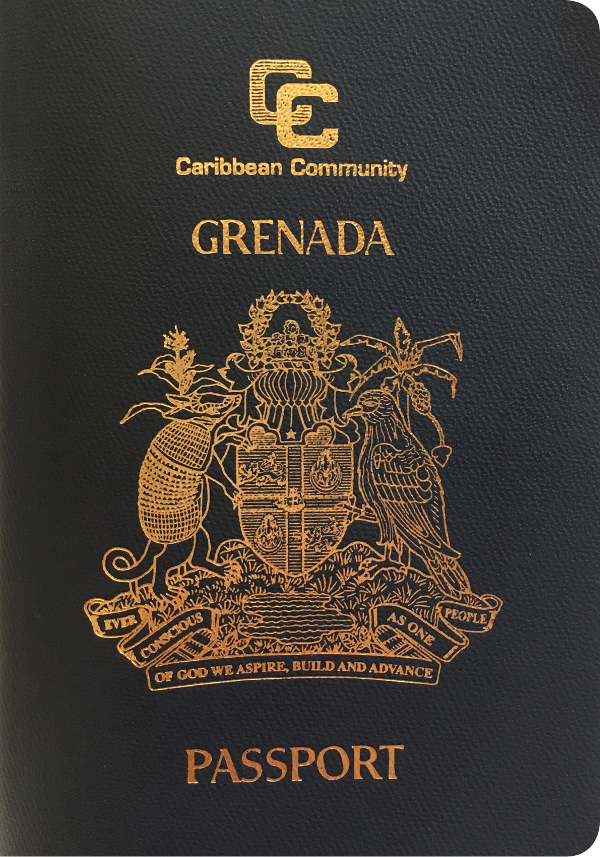 CC
Caribbean Community
GRENADA
EVER CONSCIOUS OF GOD WE ASPIRE, BUILD AND ADVANCE AS ONE PEOPLE
PASSPORT